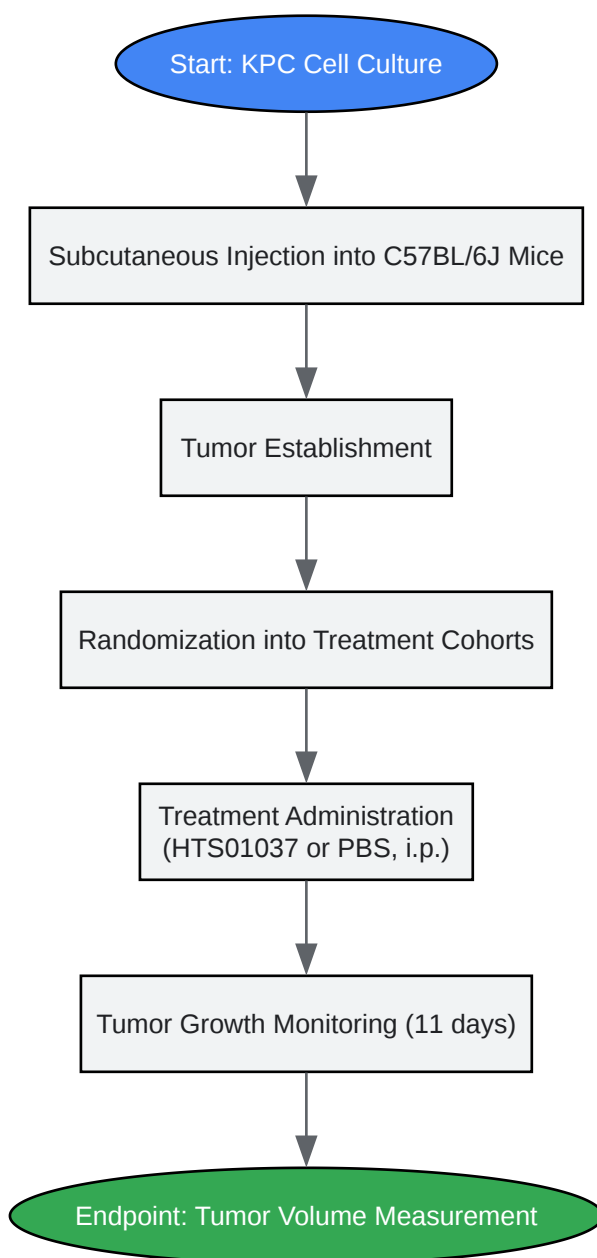 Start: KPC Cell Culture
Subcutaneous Injection into C57BL/6J Mice
Tumor Establishment
Randomization into Treatment Cohorts
Treatment Administration
(HTS01037 or PBS, i.p.)
Tumor Growth Monitoring (11 days)
Endpoint: Tumor Volume Measurement